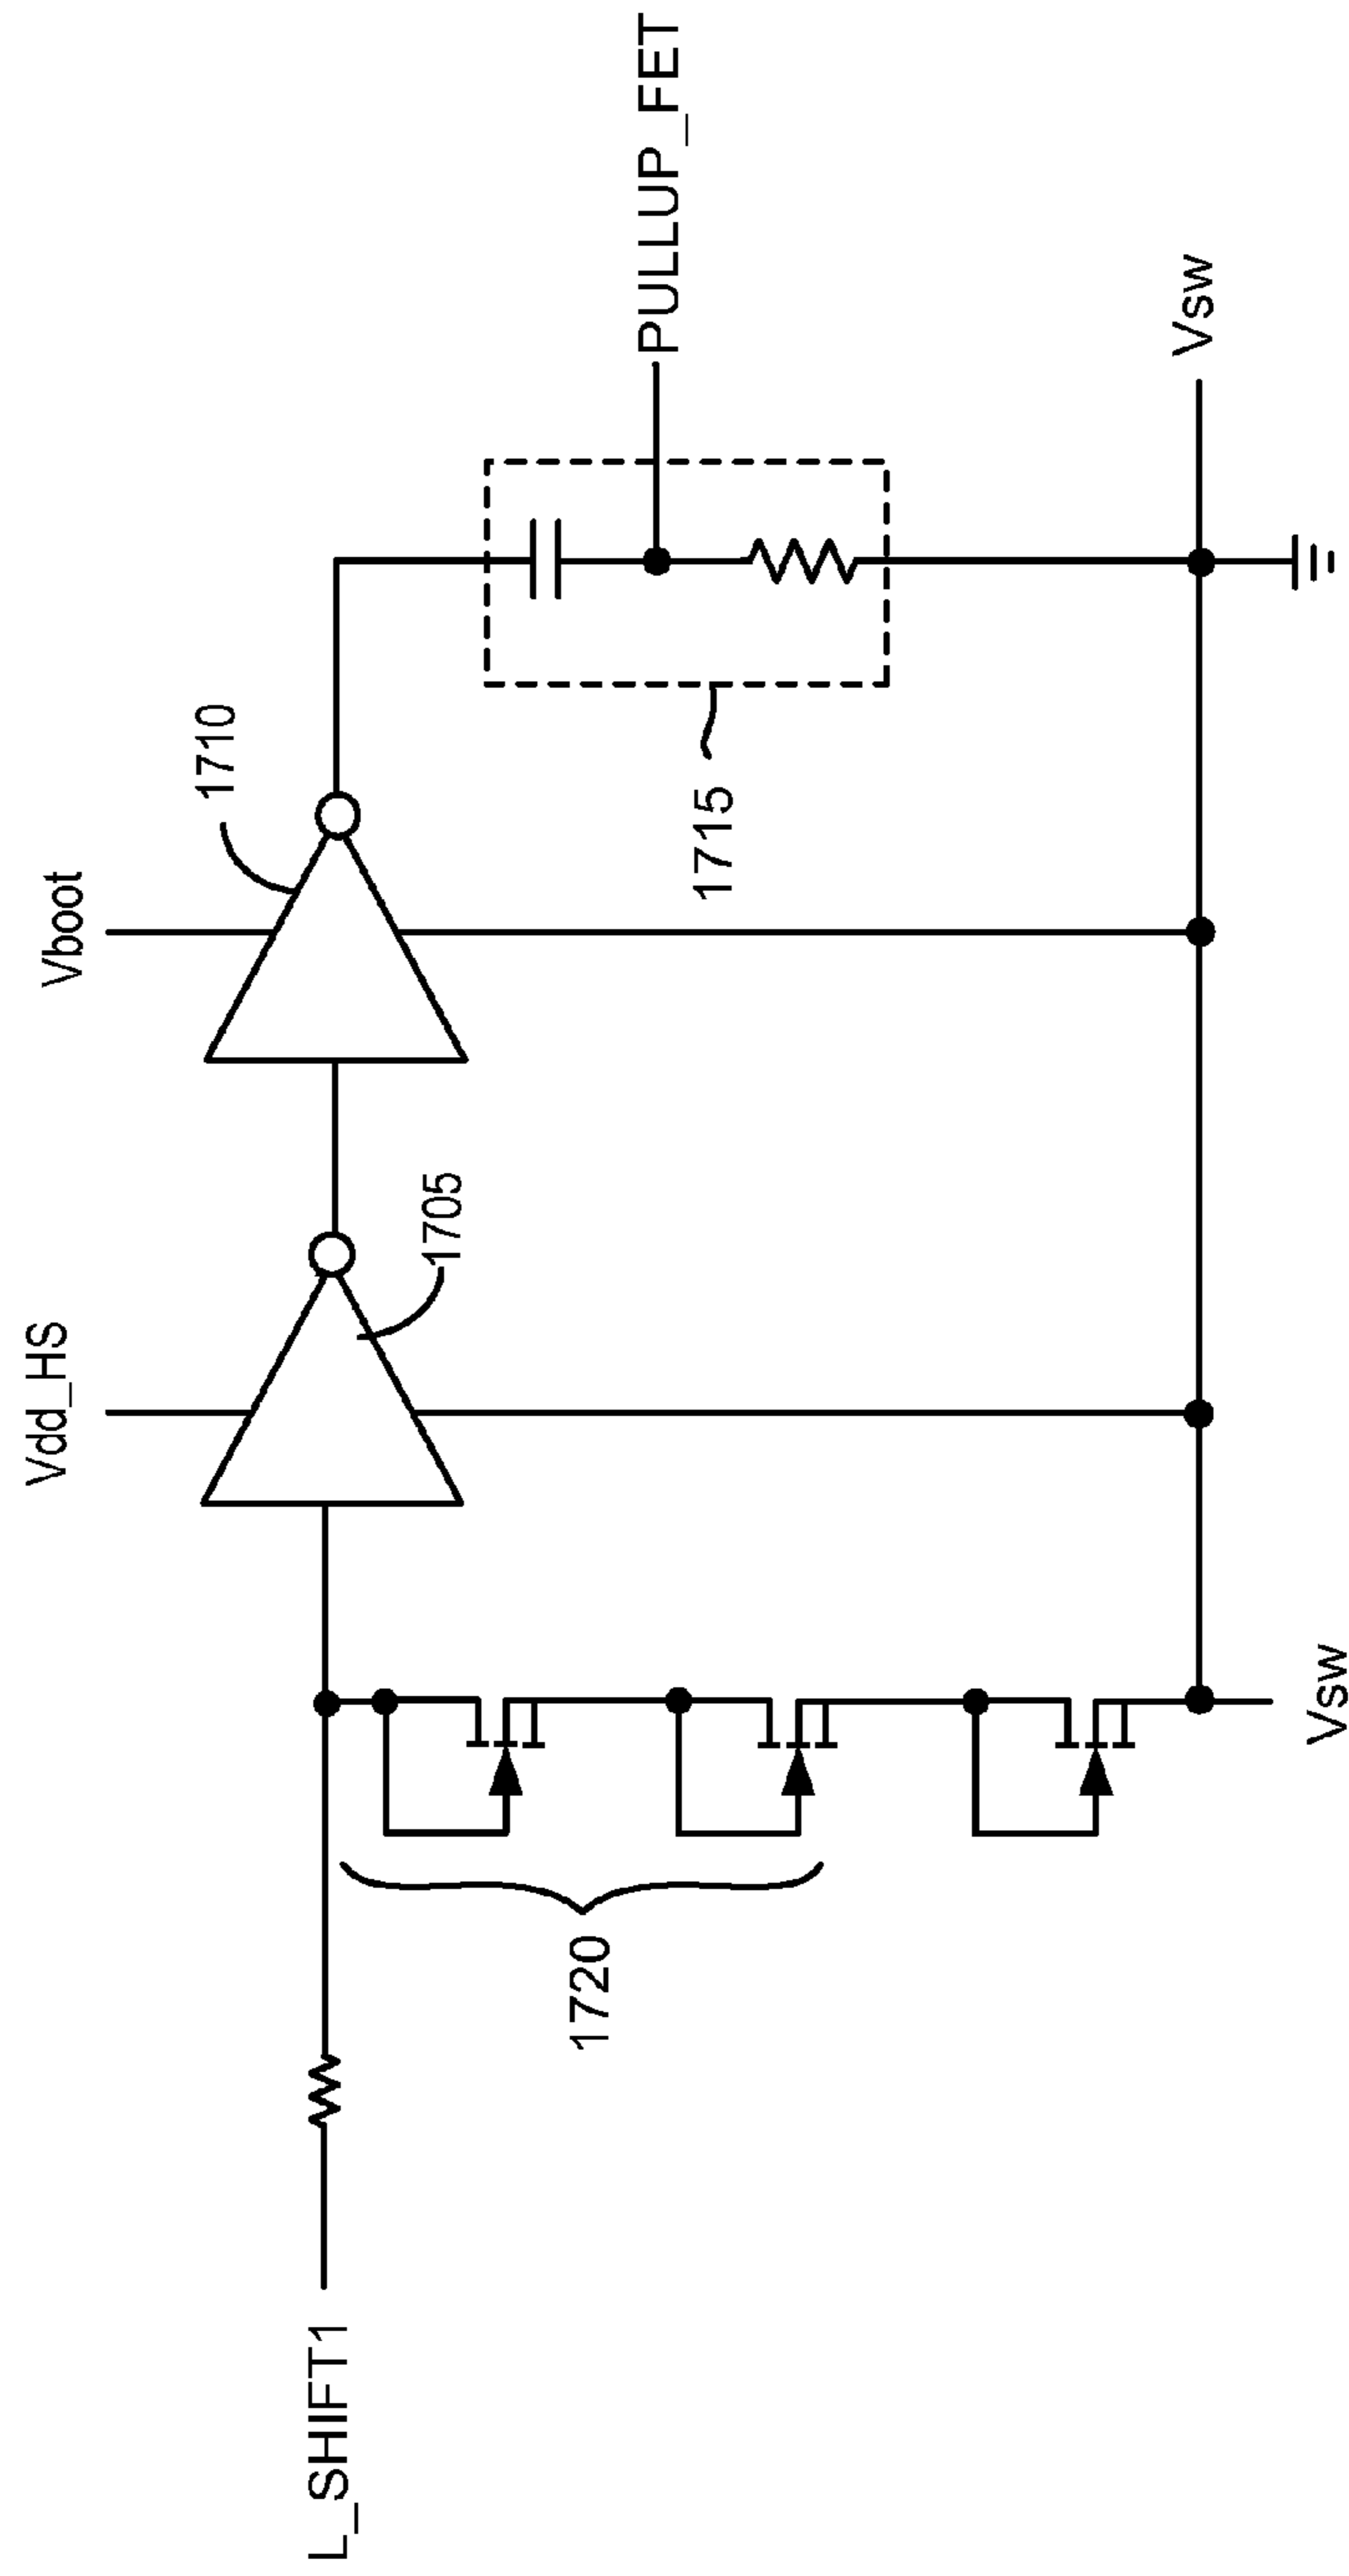 Vdd_HS
Vboot
1710
L_SHIFT1
1705
PULLUP_FET
1720
1715
Vsw
Vsw